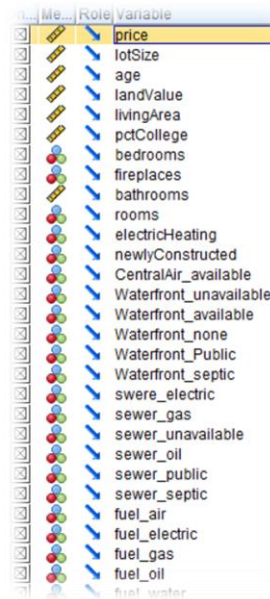 Me... Role Variable
price
lotSize
age
landValue
livingArea
pctCollege
bedrooms
fireplaces
bathrooms
rooms
electricHeating
newlyConstructed
CentralAir_available
Waterfront_unavailable
Waterfront_available
Waterfront_none
Waterfront_Public
Waterfront_septic
swere_electric
sewer_gas
sewer_unavailable
sewer_oil
sewer_public
sewer_septic
fuel_air
fuel_electric
fuel_gas
fuel_oil
fuel_water